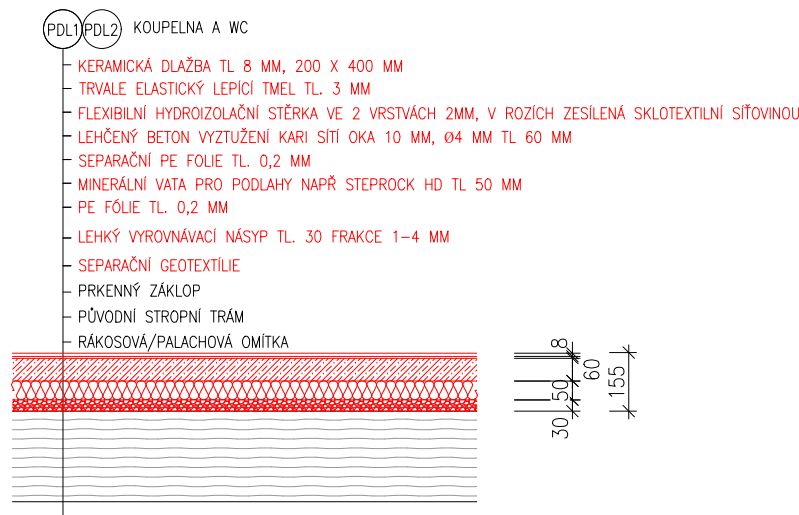 PDL1 PDL2 KOUPELNA A WC
KERAMICKÁ DLAŽBA TL 8 MM, 200 X 400 MM
TRVALE ELASTICKÝ LEPÍCÍ TMEL TL. 3 MM
FLEXIBILNÍ HYDROIZOLAČNÍ STĚRKA VE 2 VRSTVÁCH 2MM, V ROZÍCH ZESÍLENÁ SKLOTEXTILNÍ SÍŤOVINOU
LEHČENÝ BETON VYZTUŽENÍ KARI SÍTÍ OKA 10 MM, Ø4 MM TL 60 MM
SEPARAČNÍ PE FOLIE TL. 0,2 MM
MINERÁLNÍ VATA PRO PODLAHY NAPŘ STEPROCK HD TL 50 MM
PE FÓLIE TL. 0,2 MM
LEHKÝ VYROVNÁVACÍ NÁSYP TL. 30 FRAKCE 1-4 MM
SEPARAČNÍ GEOTEXTÍLIE
PRKENNÝ ZÁKLOP
PŮVODNÍ STROPNÍ TRÁM
RÁKOSOVÁ/PALACHOVÁ OMÍTKA
8
60
50
30
155